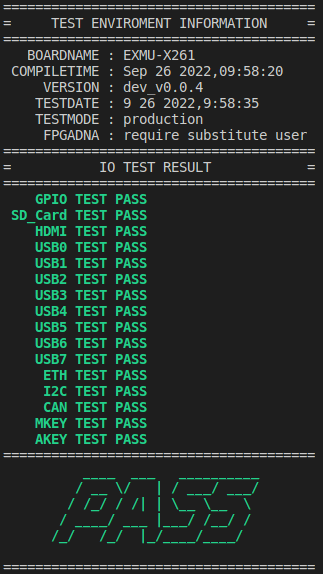 =======================================
=     TEST ENVIROMENT INFORMATION     =
=======================================
BOARDNAME : EXMU-X261
COMPILETIME : Sep 26 2022,09:58:20
VERSION : dev_v0.0.4
TESTDATE : 9 26 2022,9:58:35
TESTMODE : production
FPGADNA : require substitute user
=======================================
=           IO TEST RESULT            =
=======================================
GPIO TEST PASS
SD_Card TEST PASS
HDMI TEST PASS
USB0 TEST PASS
USB1 TEST PASS
USB2 TEST PASS
USB3 TEST PASS
USB4 TEST PASS
USB5 TEST PASS
USB6 TEST PASS
USB7 TEST PASS
ETH TEST PASS
I2C TEST PASS
CAN TEST PASS
MKEY TEST PASS
AKEY TEST PASS
=======================================
PASS
=======================================